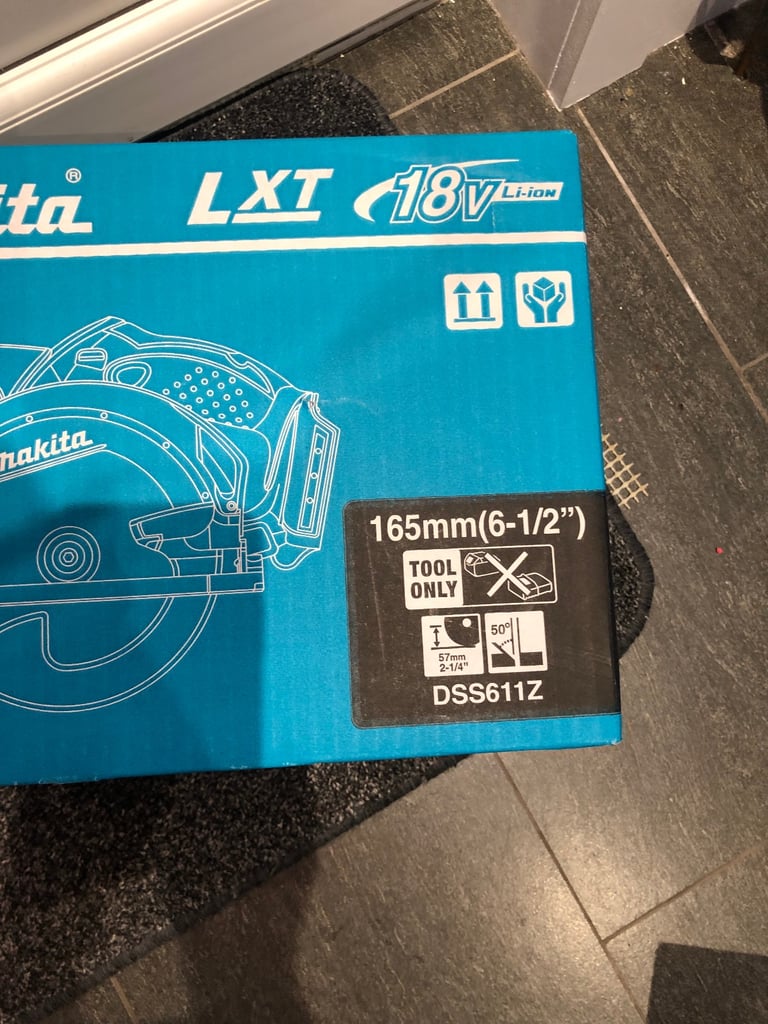 ita®
LXT
18V Li-ion
makita
165mm(6-1/2”)
TOOL
ONLY
57mm
2-1/4"
50°
DSS611Z